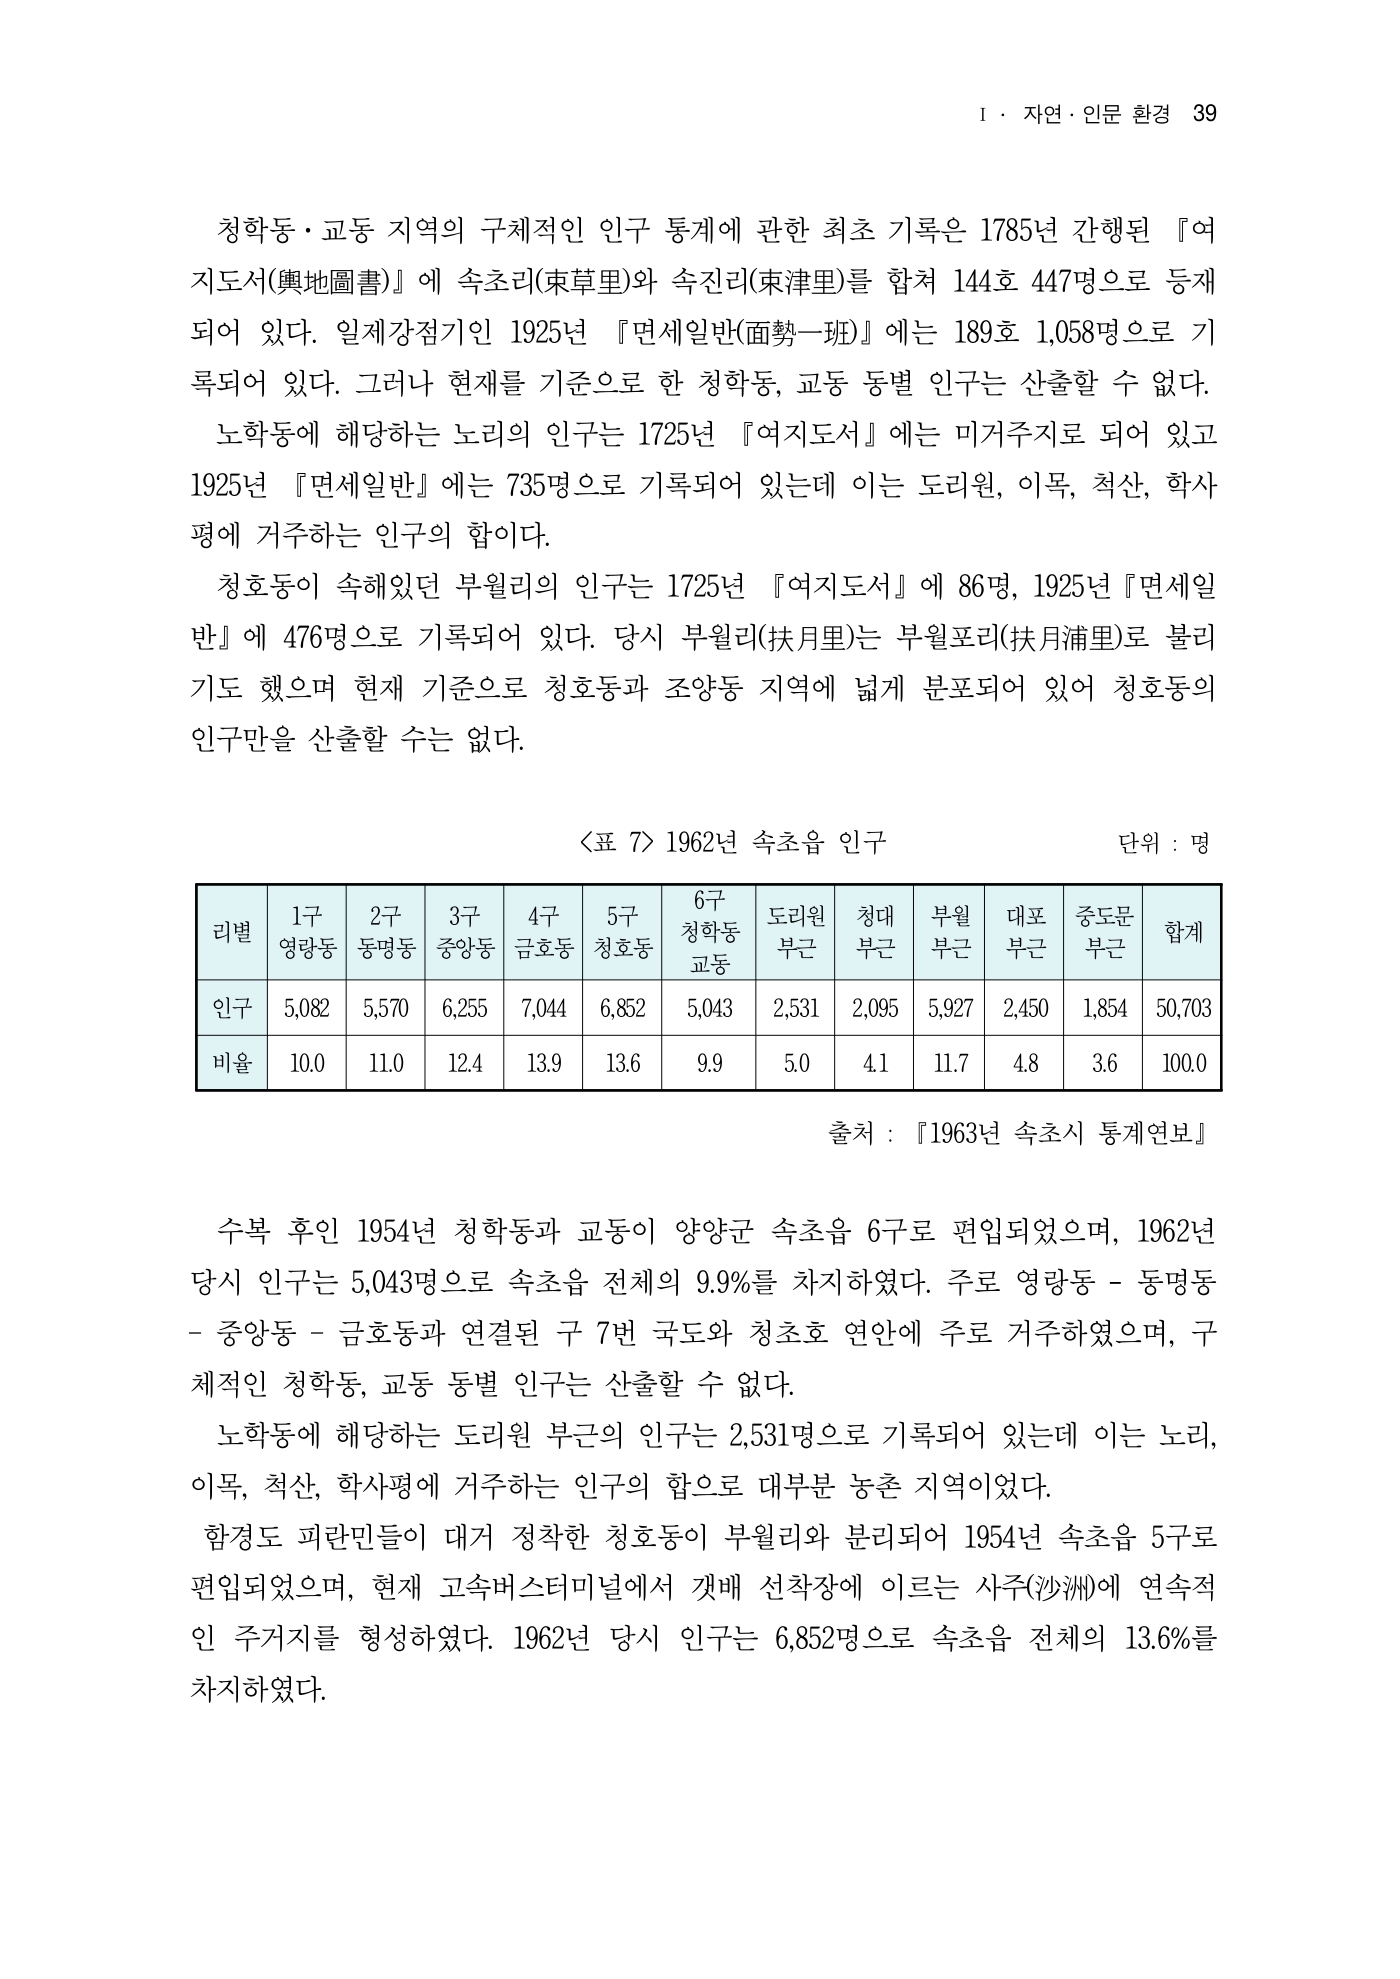 I · 자연·인문 환경 39
청학동·교동 지역의 구체적인 인구 통계에 관한 최초 기록은 1785년 간행된 『여
지도서(輿地圖書)』에 속초리(束草里)와 속진리(束津里)를 합쳐 144호 447명으로 등재
되어 있다. 일제강점기인 1925년 『면세일반(面勢一班)』에는 189호 1,058명으로 기
록되어 있다. 그러나 현재를 기준으로 한 청학동, 교동 동별 인구는 산출할 수 없다.
노학동에 해당하는 노리의 인구는 1725년 『여지도서』에는 미거주지로 되어 있고
1925년 『면세일반』에는 735명으로 기록되어 있는데 이는 도리원, 이목, 척산, 학사
평에 거주하는 인구의 합이다.
청호동이 속해있던 부월리의 인구는 1725년 『여지도서』에 86명, 1925년『면세일
반』에 476명으로 기록되어 있다. 당시 부월리(扶月里)는 부월포리(扶月浦里)로 불리
기도 했으며 현재 기준으로 청호동과 조양동 지역에 넓게 분포되어 있어 청호동의
인구만을 산출할 수는 없다.
<표 7> 1962년 속초읍 인구 단위 : 명
리별 1구 영랑동 2구 동명동 3구 중앙동 4구 금호동 5구 청호동 6구 청학동 교동 도리원 부근 청대 부근 부월 부근 대포 부근 중도문 부근 합계
인구 5,082 5,570 6,255 7,044 6,852 5,043 2,531 2,095 5,927 2,450 1,854 50,703
비율 10.0 11.0 12.4 13.9 13.6 9.9 5.0 4.1 11.7 4.8 3.6 100.0
출처 : 『1963년 속초시 통계연보』
수복 후인 1954년 청학동과 교동이 양양군 속초읍 6구로 편입되었으며, 1962년
당시 인구는 5,043명으로 속초읍 전체의 9.9%를 차지하였다. 주로 영랑동 - 동명동
- 중앙동 - 금호동과 연결된 구 7번 국도와 청초호 연안에 주로 거주하였으며, 구
체적인 청학동, 교동 동별 인구는 산출할 수 없다.
노학동에 해당하는 도리원 부근의 인구는 2,531명으로 기록되어 있는데 이는 노리,
이목, 척산, 학사평에 거주하는 인구의 합으로 대부분 농촌 지역이었다.
함경도 피란민들이 대거 정착한 청호동이 부월리와 분리되어 1954년 속초읍 5구로
편입되었으며, 현재 고속버스터미널에서 갯배 선착장에 이르는 사주(沙洲)에 연속적
인 주거지를 형성하였다. 1962년 당시 인구는 6,852명으로 속초읍 전체의 13.6%를
차지하였다.